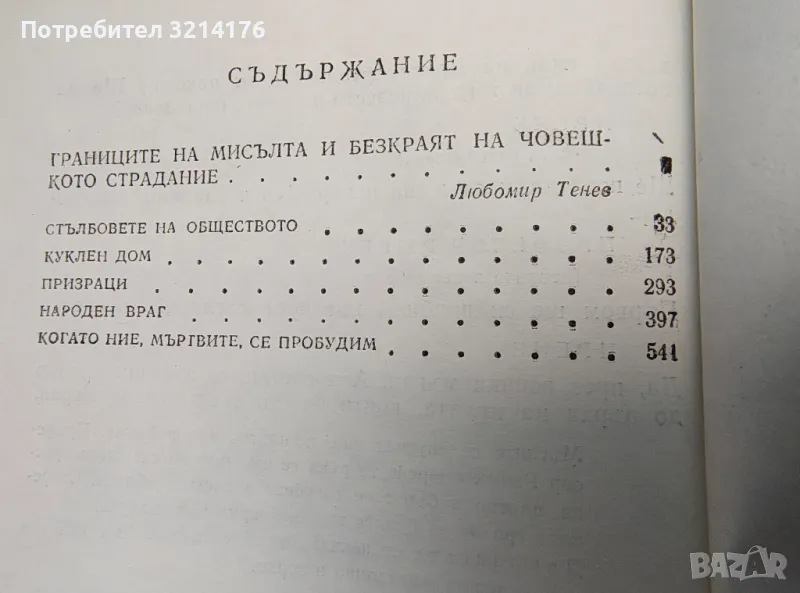 Потребител 3214176
СЪДЪРЖАНИЕ
ГРАНИЦИТЕ НА МИСЪЛТА И БЕЗКРАЯТ НА ЧОВЕШ-
КОТО СТРАДАНИЕ . . . . . . . . . . . .
Любомир Тенев
СТЪЛБОВЕТЕ НА ОБЩЕСТВОТО . . . . . . . . . . 33
КУКЛЕН ДОМ . . . . . . . . . . . . . . 173
ПРИЗРАЦИ . . . . . . . . . . . . . . 293
НАРОДЕН ВРАГ . . . . . . . . . . . . . 397
КОГАТО НИЕ, МЪРТВИТЕ, СЕ ПРОБУДИМ . . . . . . . . 541
BAZAR